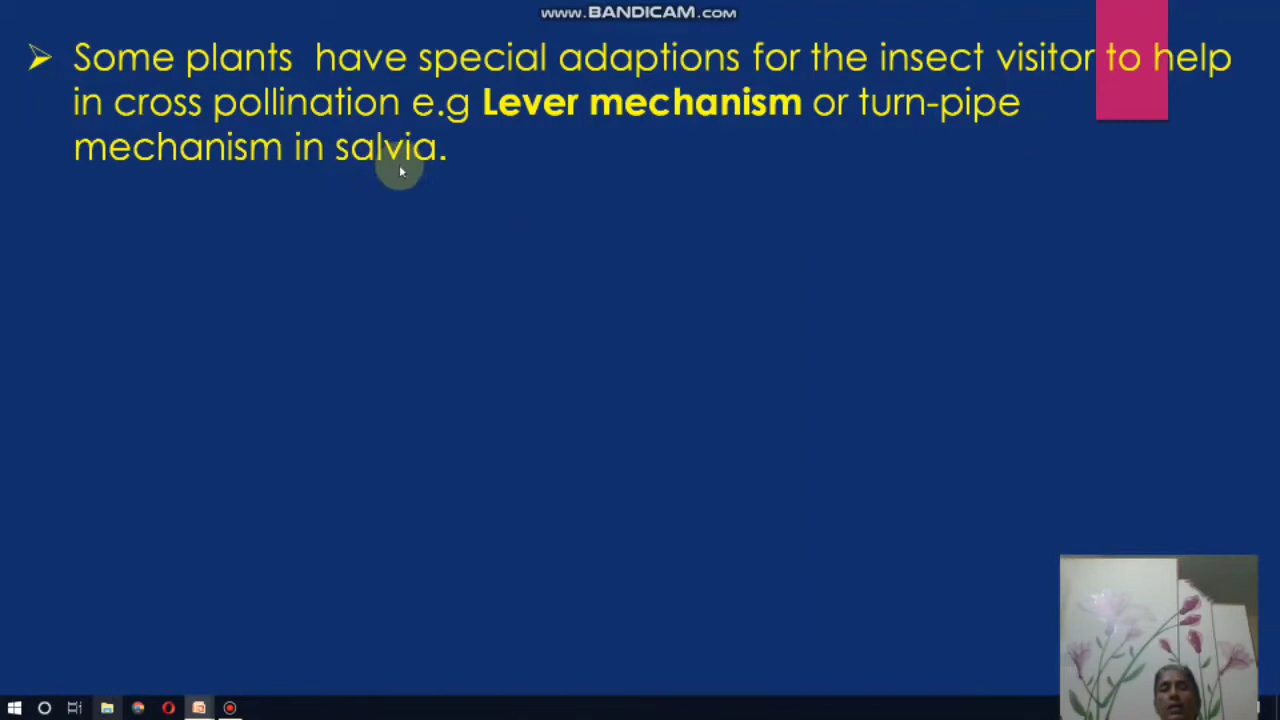 www.BANDICAM.com
Some plants have special adaptions for the insect visitor to help
in cross pollination e.g Lever mechanism or turn-pipe
mechanism in salvia.